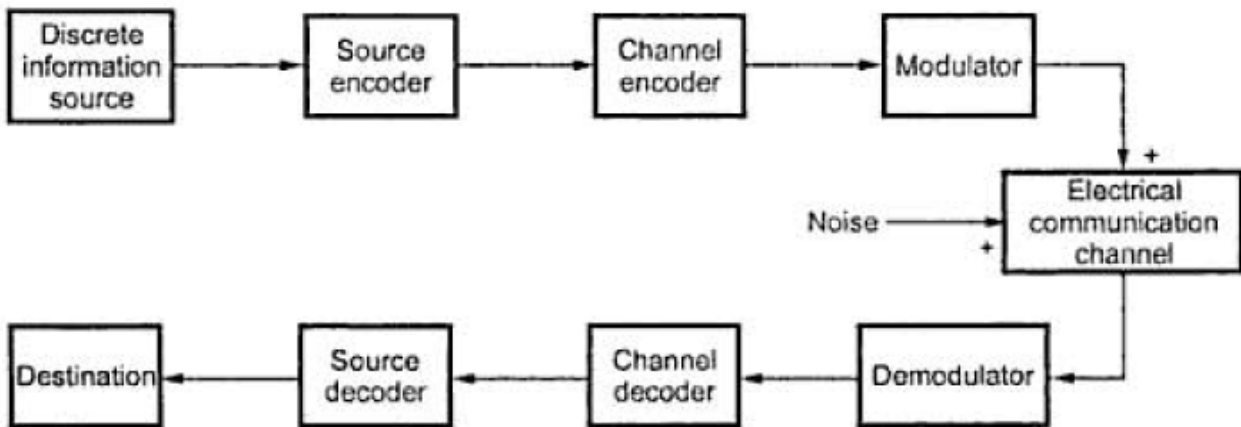 Discrete
information
source
Source
encoder
Channel
encoder
Modulator
+
Electrical
communication
channel
Noise
+
Destination
Source
decoder
Channel
decoder
Demodulator